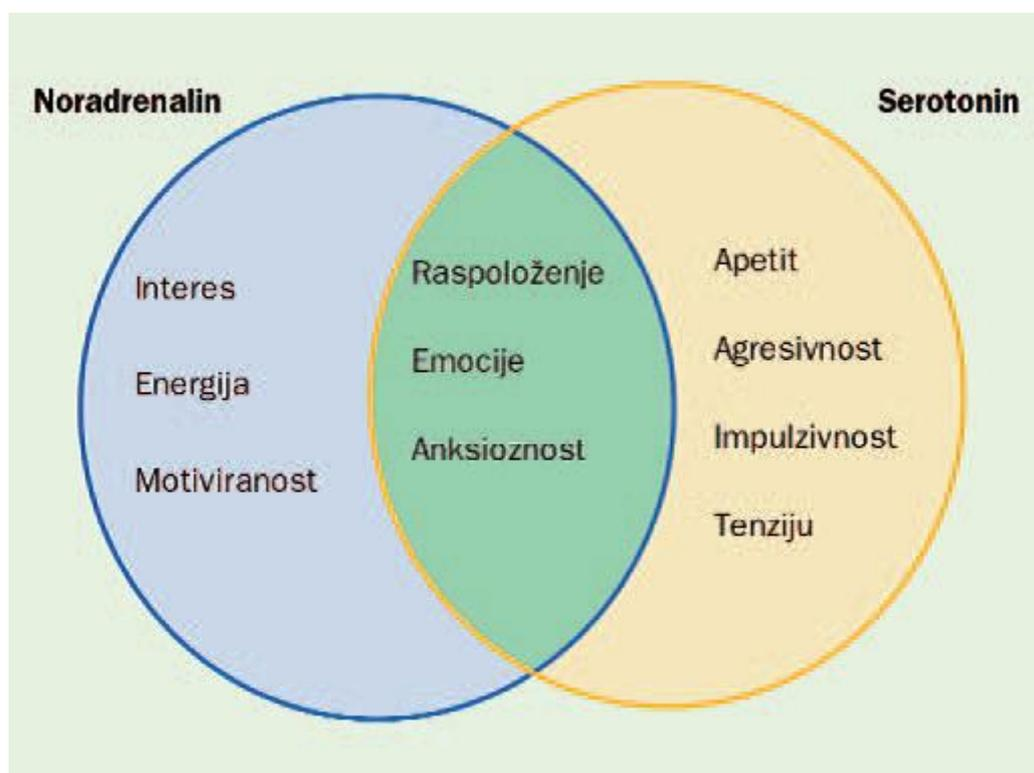 Noradrenalin
Serotonin
Interes
Energija
Motiviranost
Raspoloženje
Emocije
Anksioznost
Apetit
Agresivnost
Impulzivnost
Tenziju